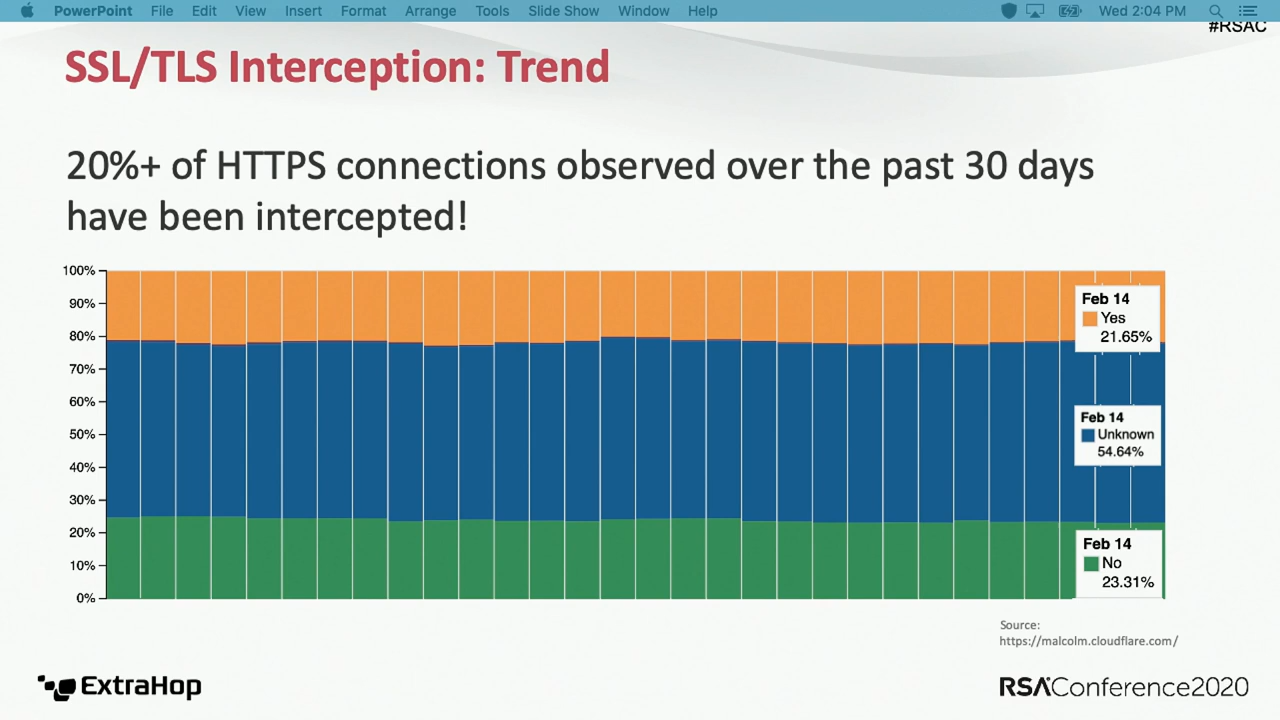 PowerPoint File Edit View Insert Format Arrange Tools Slide Show Window Help Wed 2:04 PM
#RSAC
SSL/TLS Interception: Trend
20%+ of HTTPS connections observed over the past 30 days
have been intercepted!
100%
90%
80%
70%
60%
50%
40%
30%
20%
10%
0%
Feb 14
Yes
21.65%
Feb 14
Unknown
54.64%
Feb 14
No
23.31%
Source:
https://malcolm.cloudflare.com/
ExtraHop
RSAConference2020